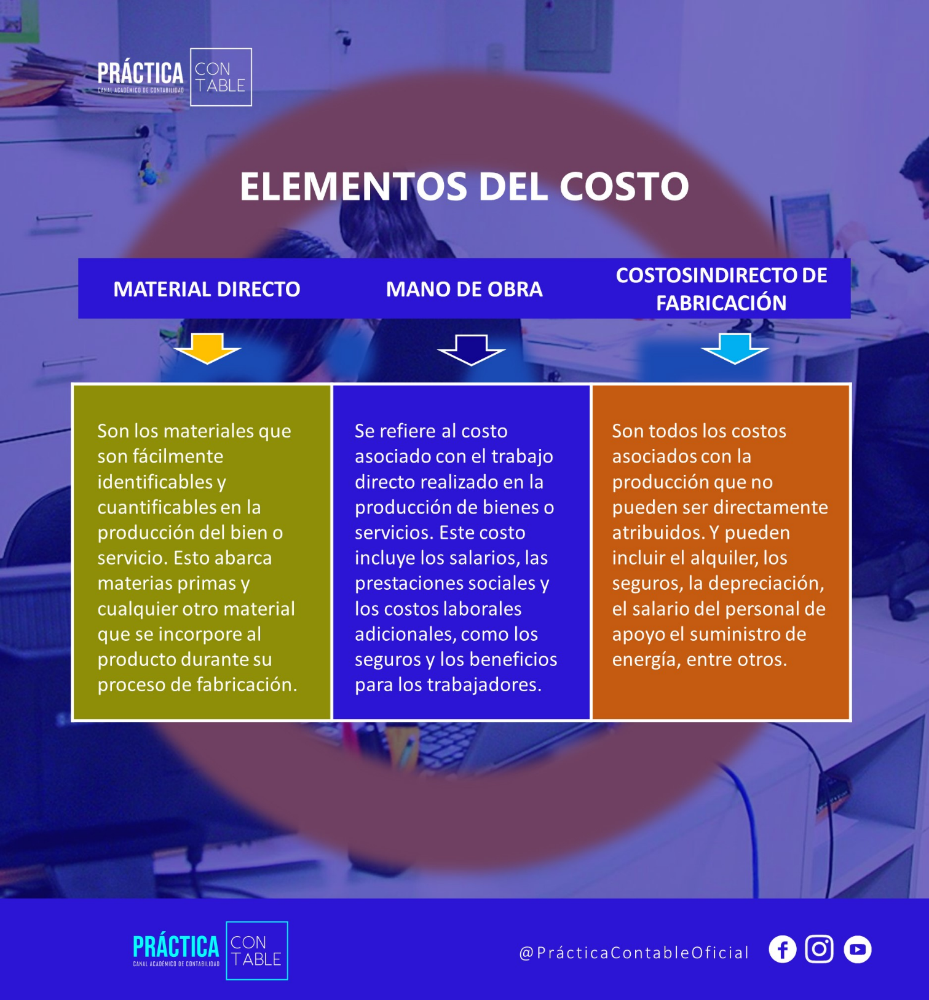 PRÁCTICA
CANAL ACADÉMICO DE CONTABILIDAD
CON
TABLE
ELEMENTOS DEL COSTO
MATERIAL DIRECTO
MANO DE OBRA
COSTOSINDIRECTO DE
FABRICACIÓN
Son los materiales que
son fácilmente
identificables y
cuantificables en la
producción del bien o
servicio. Esto abarca
materias primas y
cualquier otro material
que se incorpore al
producto durante su
proceso de fabricación.
Se refiere al costo
asociado con el trabajo
directo realizado en la
producción de bienes o
servicios. Este costo
incluye los salarios, las
prestaciones sociales y
los costos laborales
adicionales, como los
seguros y los beneficios
para los trabajadores.
Son todos los costos
asociados con la
producción que no
pueden ser directamente
atribuidos. Y pueden
incluir el alquiler, los
seguros, la depreciación,
el salario del personal de
apoyo el suministro de
energía, entre otros.
PRÁCTICA
CANAL ACADÉMICO DE CONTABILIDAD
CON
TABLE
@PrácticaContableOficial